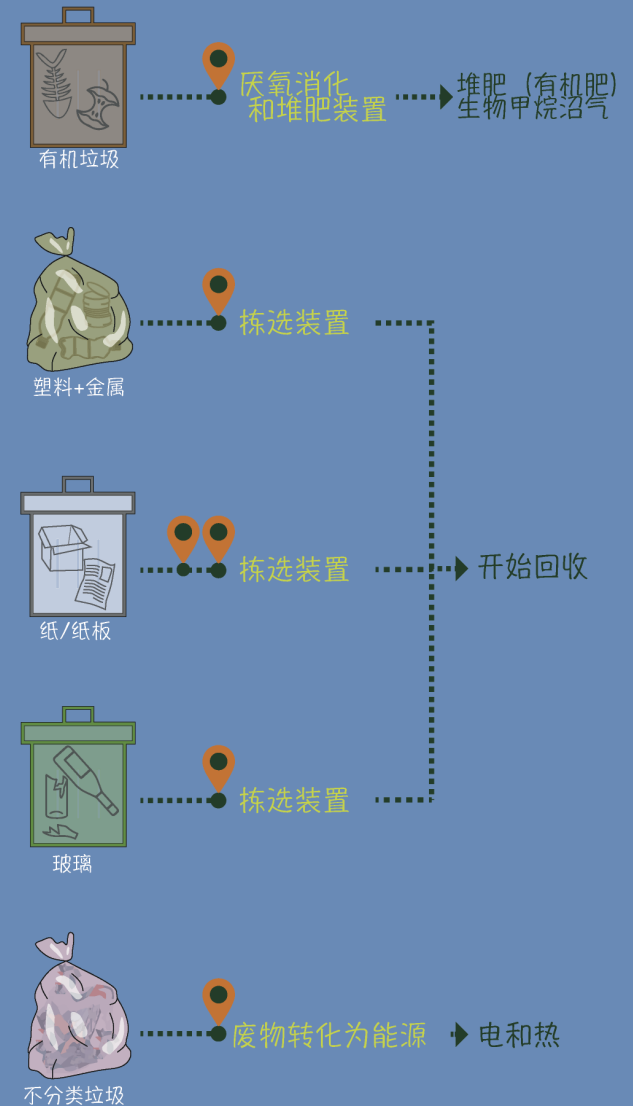 厌氧消化
和堆肥装置
堆肥（有机肥）
生物甲烷沼气
有机垃圾
拣选装置
塑料+金属
拣选装置
开始回收
纸/纸板
拣选装置
玻璃
废物转化为能源
电和热
不分类垃圾